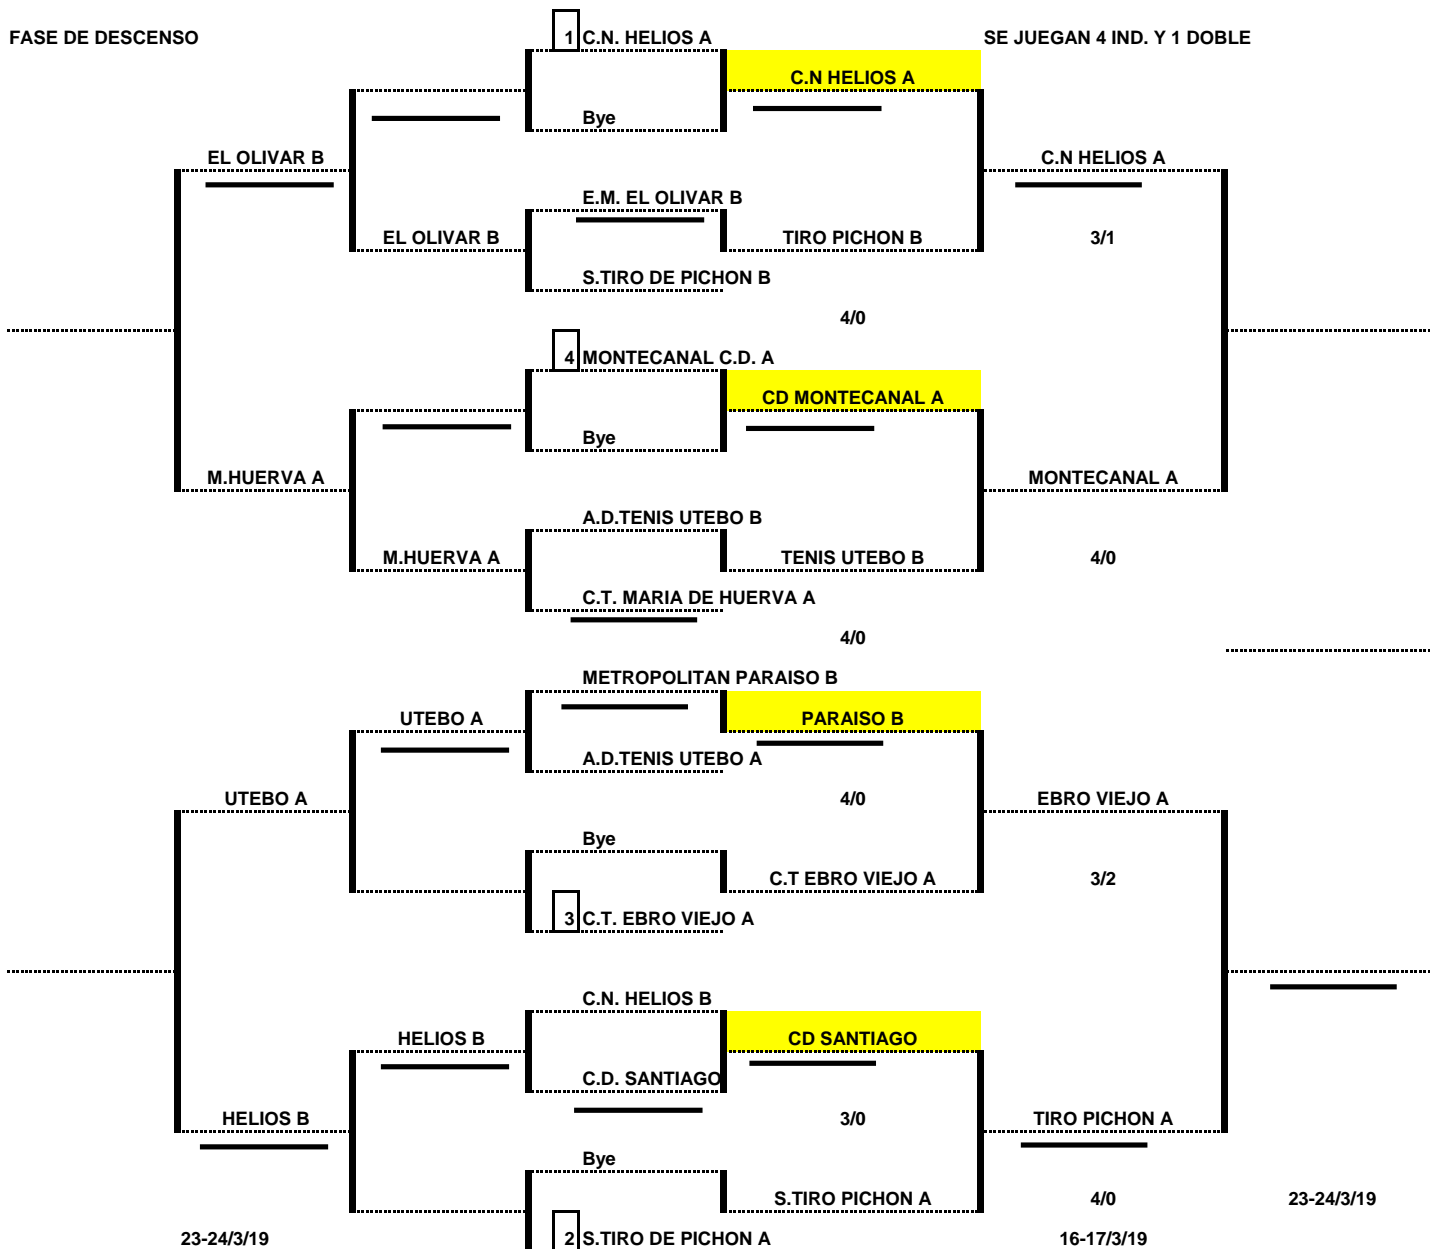 FASE DE DESCENSO
1 C.N. HELIOS A
SE JUEGAN 4 IND. Y 1 DOBLE
C.N HELIOS A
Bye
EL OLIVAR B
C.N HELIOS A
E.M. EL OLIVAR B
EL OLIVAR B
TIRO PICHON B
3/1
S.TIRO DE PICHON B
4/0
4 MONTECANAL C.D. A
CD MONTECANAL A
Bye
M.HUERVA A
MONTECANAL A
A.D.TENIS UTEBO B
M.HUERVA A
TENIS UTEBO B
4/0
C.T. MARIA DE HUERVA A
4/0
METROPOLITAN PARAISO B
UTEBO A
PARAISO B
A.D.TENIS UTEBO A
UTEBO A
4/0
EBRO VIEJO A
Bye
C.T EBRO VIEJO A
3/2
3 C.T. EBRO VIEJO A
C.N. HELIOS B
HELIOS B
CD SANTIAGO
C.D. SANTIAGO
HELIOS B
3/0
TIRO PICHON A
Bye
S.TIRO PICHON A
4/0
23-24/3/19
23-24/3/19
2 S.TIRO DE PICHON A
16-17/3/19